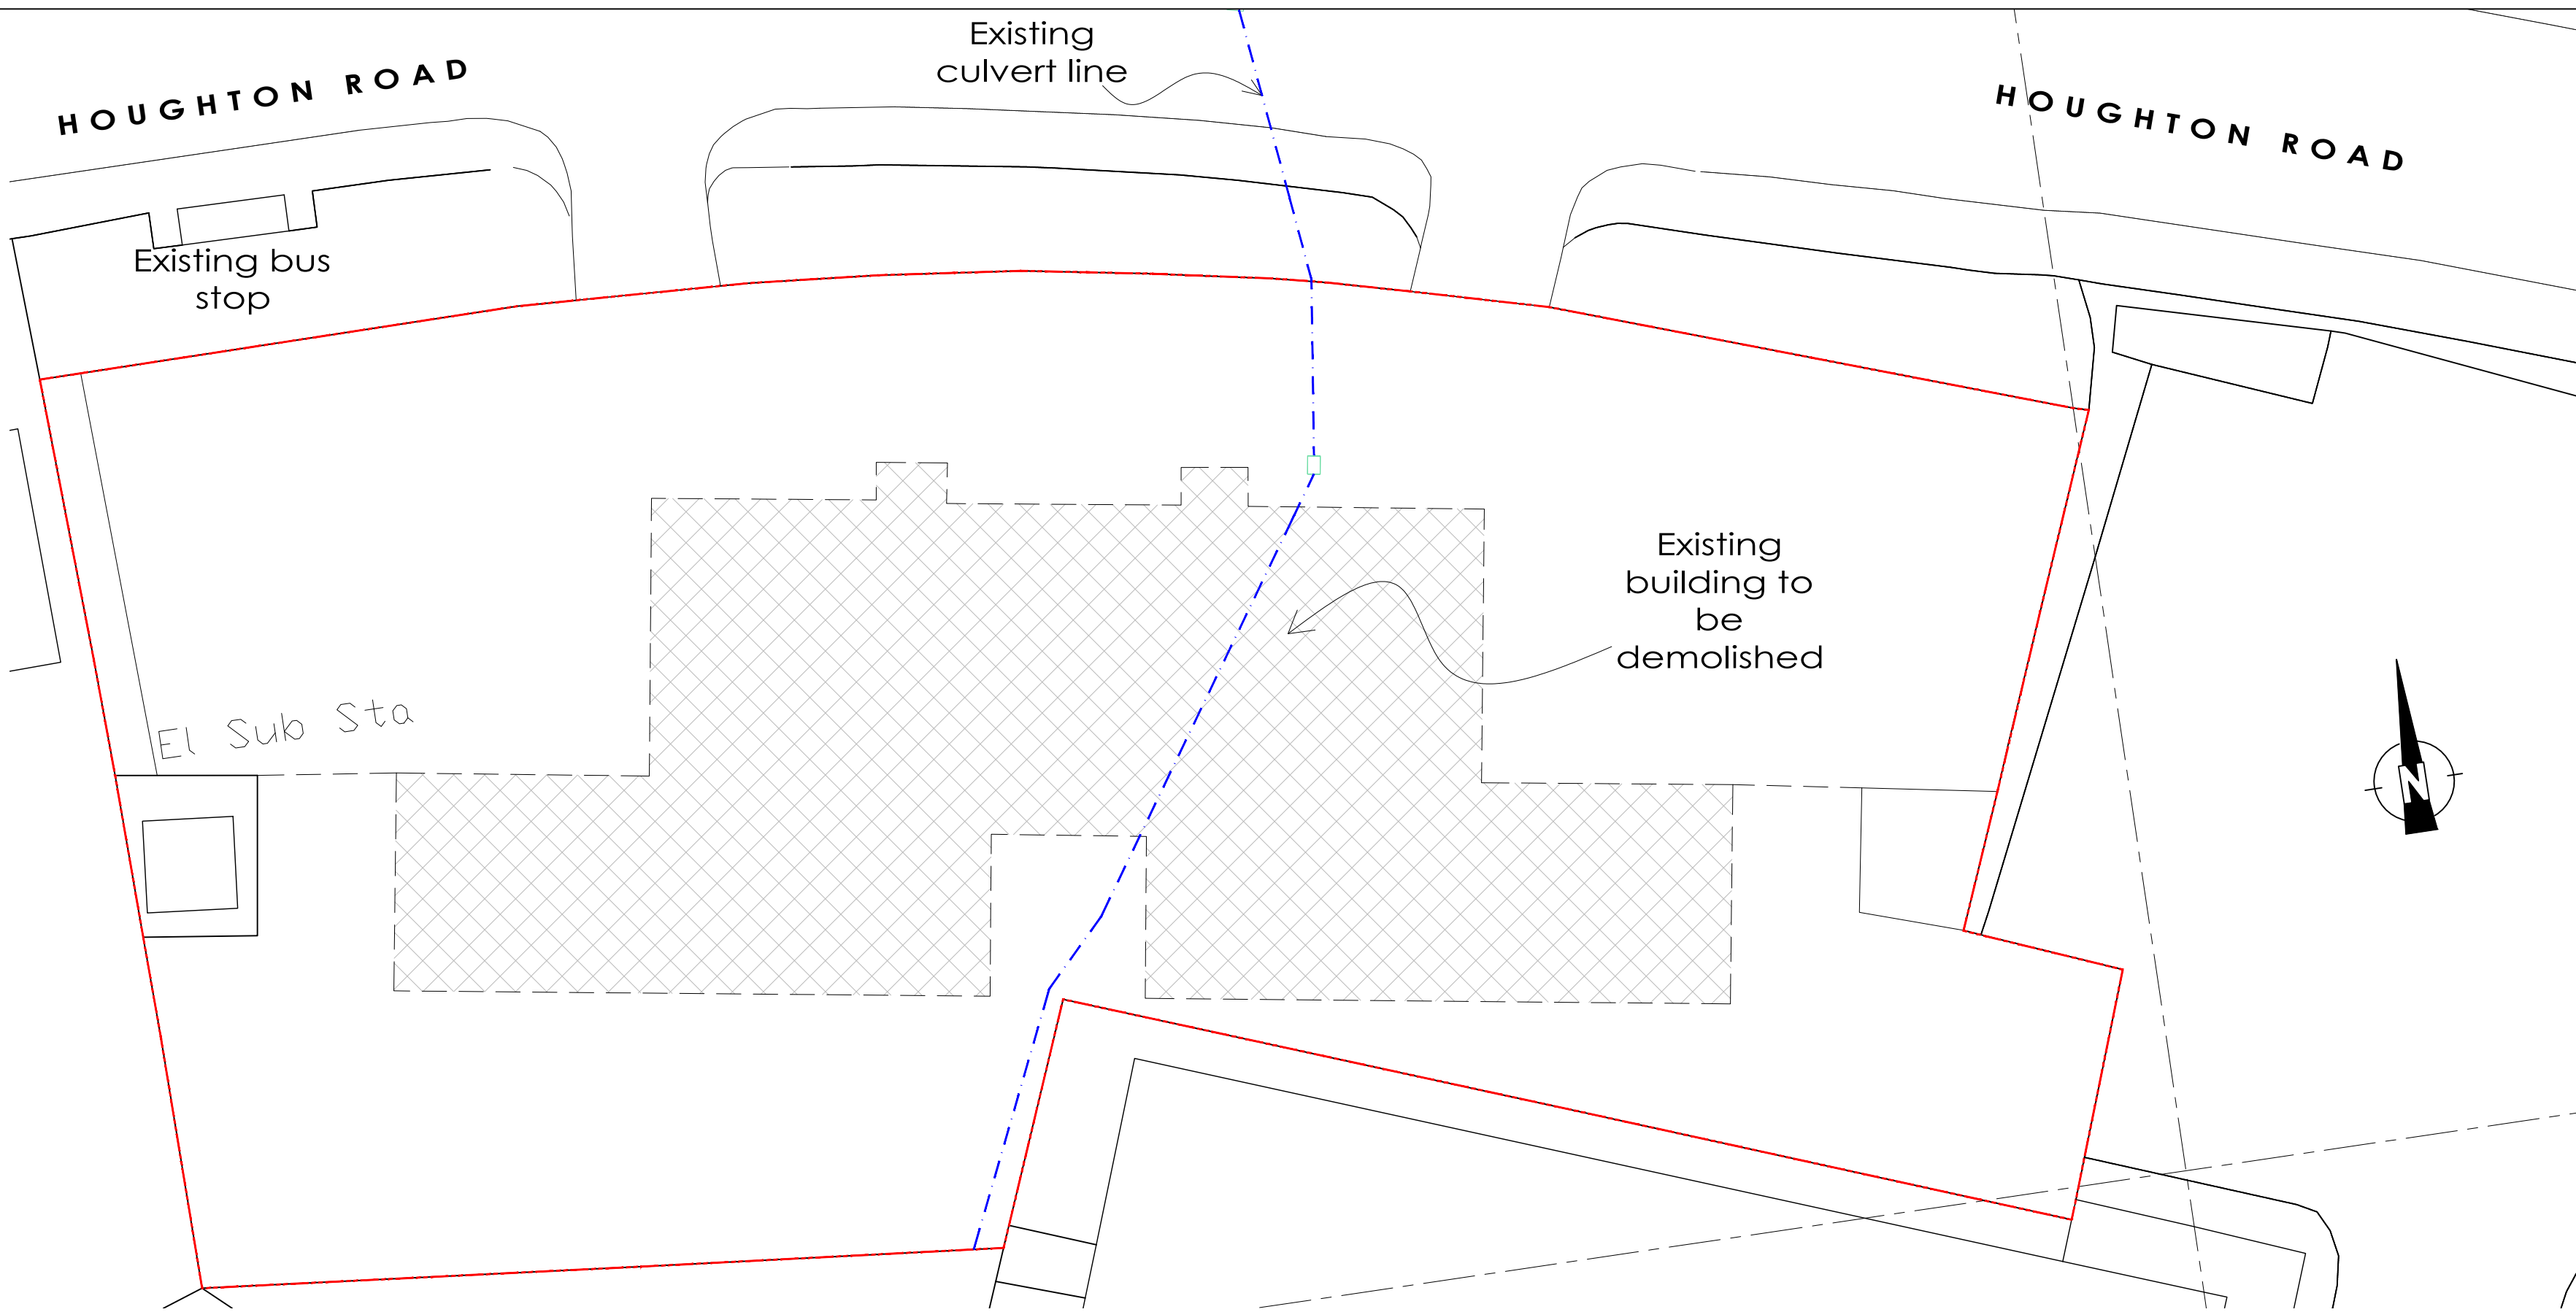 HOUGHTON ROAD
Existing
culvert line
HOUGHTON ROAD
Existing bus
stop
Existing
building to
be
demolished
El Sub Sta
N